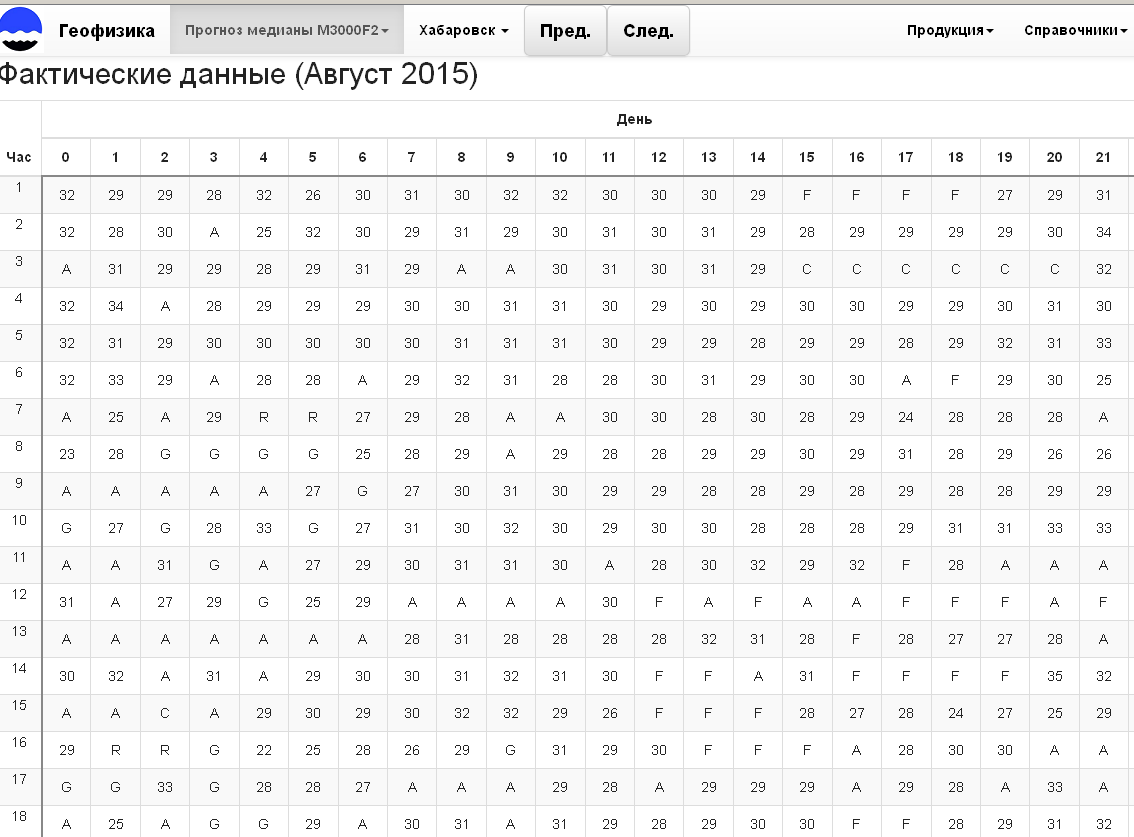 Геофизика Прогноз медианы M3000F2 Хабаровск Пред. След. Продукция Справочники
Фактические данные (Август 2015)
День
Час 0 1 2 3 4 5 6 7 8 9 10 11 12 13 14 15 16 17 18 19 20 21
1 32 29 29 28 32 26 30 31 30 32 32 30 30 30 29 F F F F 27 29 31
2 32 28 30 A 25 32 30 29 31 29 30 31 30 31 29 28 29 29 29 29 30 34
3 A 31 29 29 28 29 31 29 A A 30 31 30 31 29 C C C C C C 32
4 32 34 A 28 29 29 29 30 30 31 31 30 29 30 29 30 30 29 29 30 31 30
5 32 31 29 30 30 30 30 30 31 31 31 30 29 29 28 29 29 28 29 32 31 33
6 32 33 29 A 28 28 A 29 32 31 28 28 30 31 29 30 30 A F 29 30 25
7 A 25 A 29 R R 27 29 28 A A 30 30 28 30 28 29 24 28 28 28 A
8 23 28 G G G G 25 28 29 A 29 28 28 29 29 30 29 31 28 29 26 26
9 A A A A A 27 G 27 30 31 30 29 29 28 28 29 28 29 28 28 29 29
10 G 27 G 28 33 G 27 31 30 32 30 29 30 30 28 28 28 29 31 31 33 33
11 A A 31 G A 27 29 30 31 31 30 A 28 30 32 29 32 F 28 A A A
12 31 A 27 29 G 25 29 A A A A 30 F A F A A F F F A F
13 A A A A A A A 28 31 28 28 28 28 32 31 28 F 28 27 27 28 A
14 30 32 A 31 A 29 30 30 31 32 31 30 F F A 31 F F F F 35 32
15 A A C A 29 30 29 30 32 32 29 26 F F F 28 27 28 24 27 25 29
16 29 R R G 22 25 28 26 29 G 31 29 30 F F F A 28 30 30 A A
17 G G 33 G 28 28 27 A A A 29 28 A 29 29 29 A 29 28 A 33 A
18 A 25 A G G 29 A 30 31 A 31 29 28 29 30 30 F F 28 29 31 32